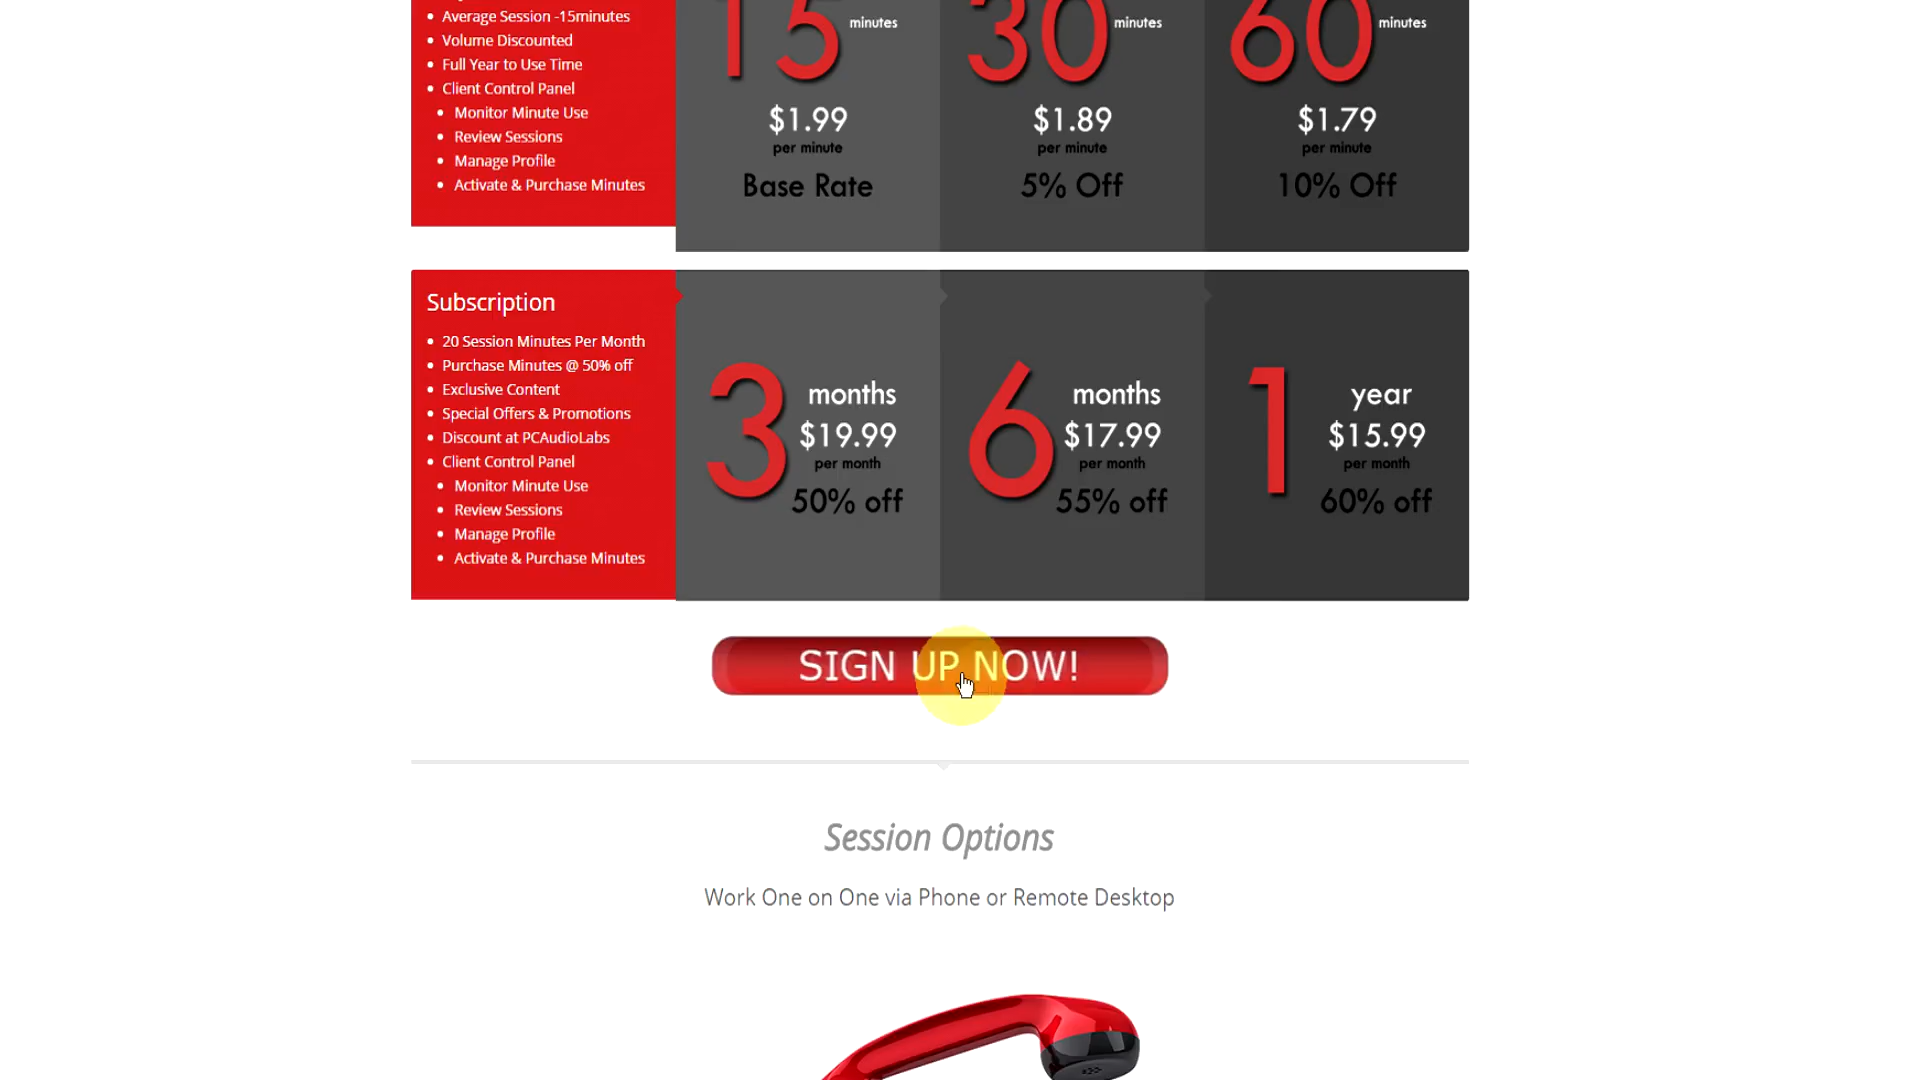 Average Session -15minutes
Volume Discounted
Full Year to Use Time
Client Control Panel
Monitor Minute Use
Review Sessions
Manage Profile
Activate & Purchase Minutes
15 minutes
$1.99
per minute
Base Rate
30 minutes
$1.89
per minute
5% Off
60 minutes
$1.79
per minute
10% Off
Subscription
20 Session Minutes Per Month
Purchase Minutes @ 50% off
Exclusive Content
Special Offers & Promotions
Discount at PCAudioLabs
Client Control Panel
Monitor Minute Use
Review Sessions
Manage Profile
Activate & Purchase Minutes
3 months
$19.99
per month
50% off
6 months
$17.99
per month
55% off
1 year
$15.99
per month
60% off
SIGN UP NOW!
Session Options
Work One on One via Phone or Remote Desktop